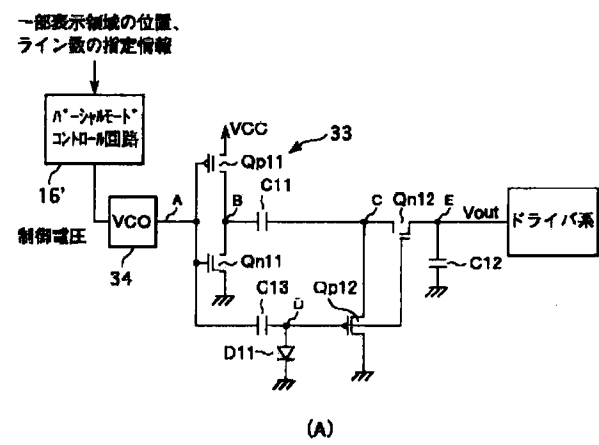 一部表示領域の位置、
ライン数の指定情報
パーシャルモード
コントロール回路
16'
VCC
33
Qp11
A
B
C11
C
Qn12
E
Vout
ドライバ系
VCO
制御電圧
34
Qn11
C12
C13
Qp12
D
D11
(A)